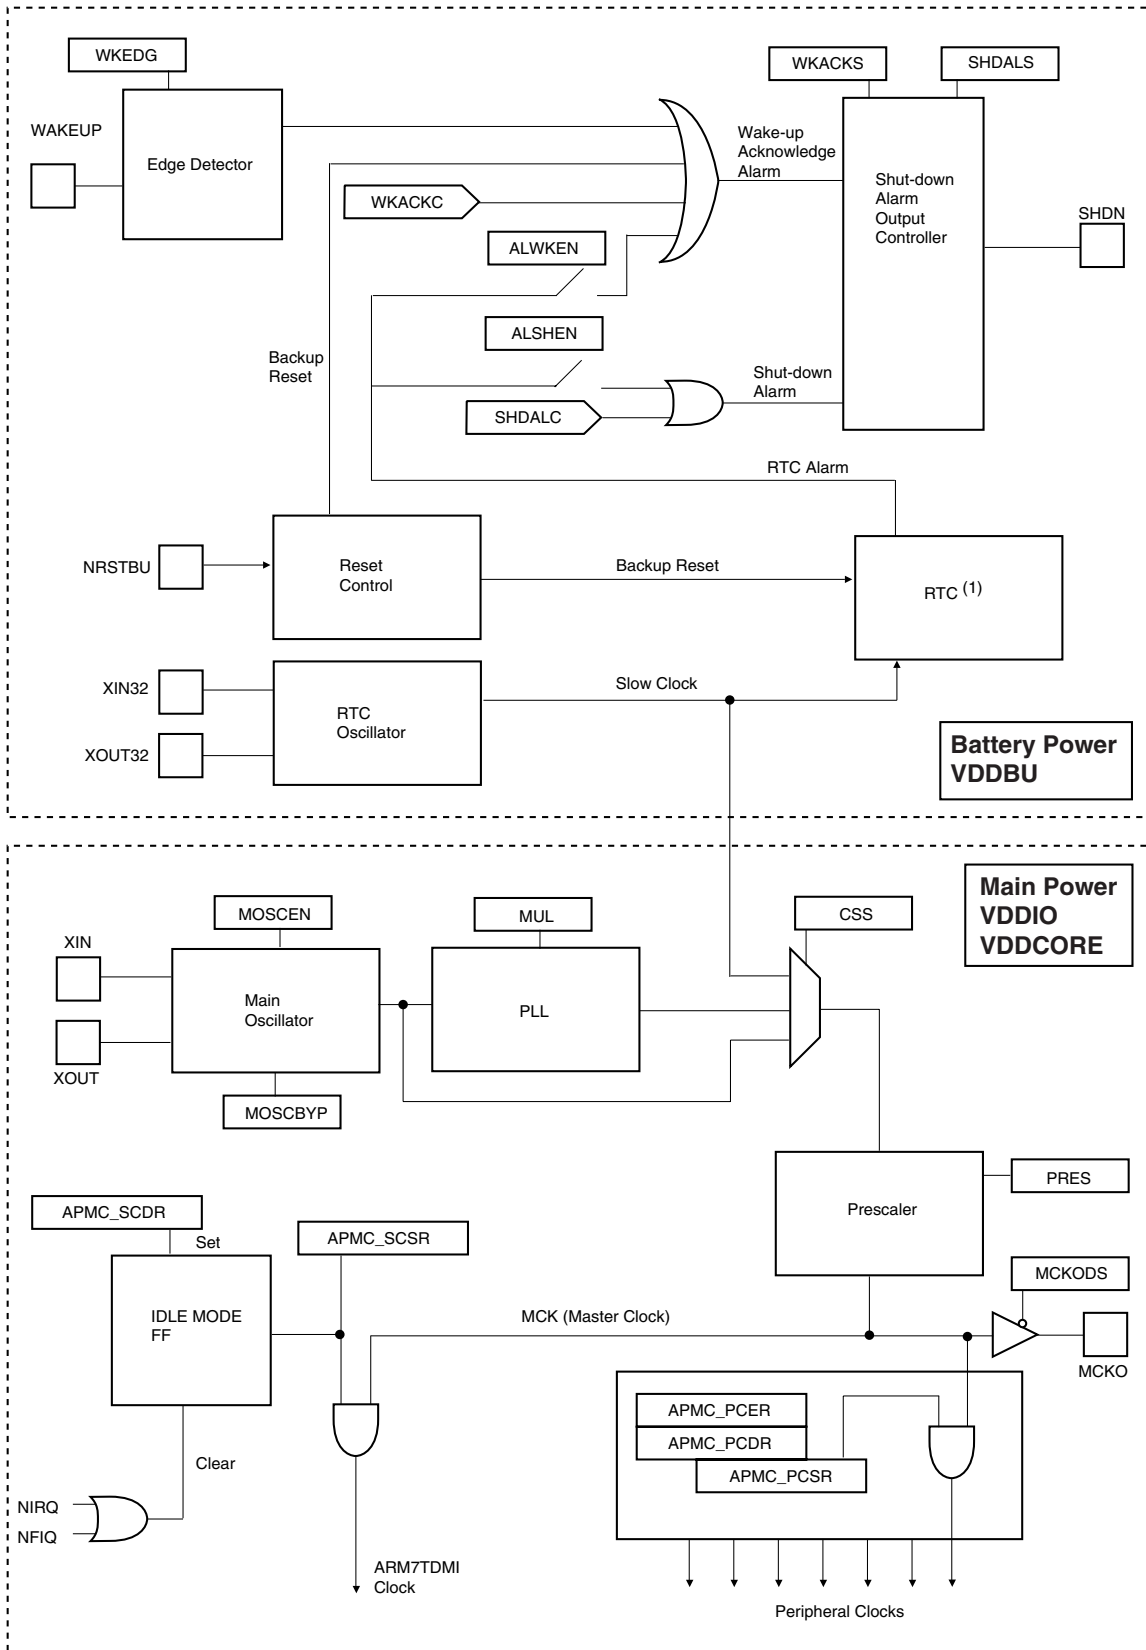 WKEDG
WKACKS
SHDALS
WAKEUP
Edge Detector
Wake-up
Acknowledge
Alarm
Shut-down
Alarm
Output
Controller
WKACKC
SHDN
ALWKEN
ALSHEN
Backup
Reset
Shut-down
Alarm
SHDALC
RTC Alarm
NRSTBU
Reset
Control
Backup Reset
RTC (1)
XIN32
Slow Clock
RTC
Oscillator
XOUT32
Battery Power
VDDBU
Main Power
VDDIO
VDDCORE
MOSCEN
MUL
CSS
XIN
Main
Oscillator
PLL
XOUT
MOSCBYP
PRES
Prescaler
APMC_SCDR
Set
APMC_SCSR
MCKODS
IDLE MODE
FF
MCK (Master Clock)
MCKO
APMC_PCER
APMC_PCDR
APMC_PCSR
Clear
NIRQ
NFIQ
ARM7TDMI
Clock
Peripheral Clocks